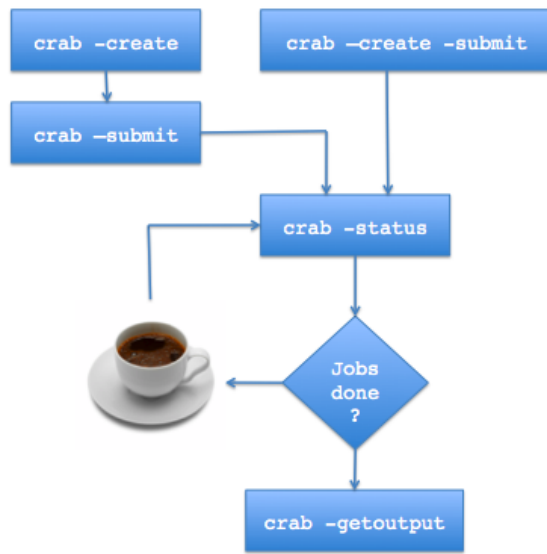 crab -create
crab –create -submit
crab –submit
crab -status
Jobs
done
?
crab -getoutput